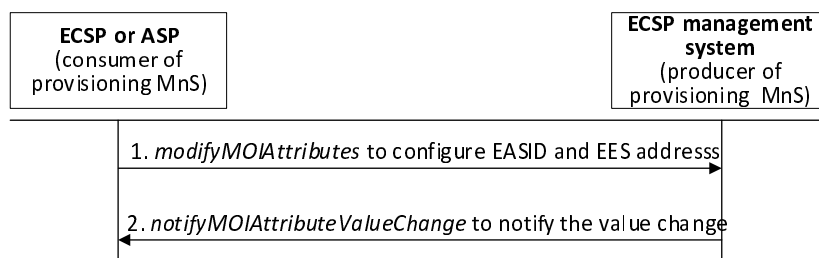 ECSP or ASP
(consumer of
provisioning MnS)
ECSP management
system
(producer of
provisioning MnS)
1. modifyMOIAttributes to configure EASID and EES addresss
2. notifyMOIAttributeValueChange to notify the value change